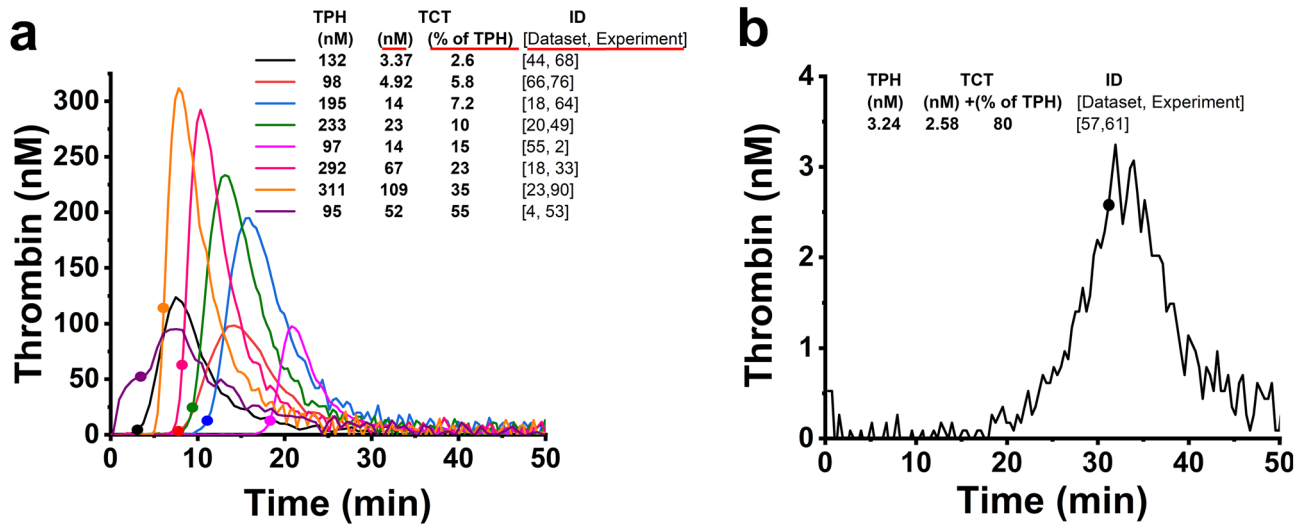 a
TPH TCT ID
(nM) (nM) (% of TPH) [Dataset, Experiment]
132 3.37 2.6 [44, 68]
98 4.92 5.8 [66,76]
195 14 7.2 [18, 64]
233 23 10 [20,49]
97 14 15 [55, 2]
292 67 23 [18, 33]
311 109 35 [23,90]
95 52 55 [4, 53]
Thrombin (nM)
300
250
200
150
100
50
0
0 10 20 30 40 50
Time (min)
b
TPH TCT ID
(nM) (nM) +(% of TPH) [Dataset, Experiment]
3.24 2.58 80 [57,61]
Thrombin (nM)
4
3
2
1
0
0 10 20 30 40 50
Time (min)